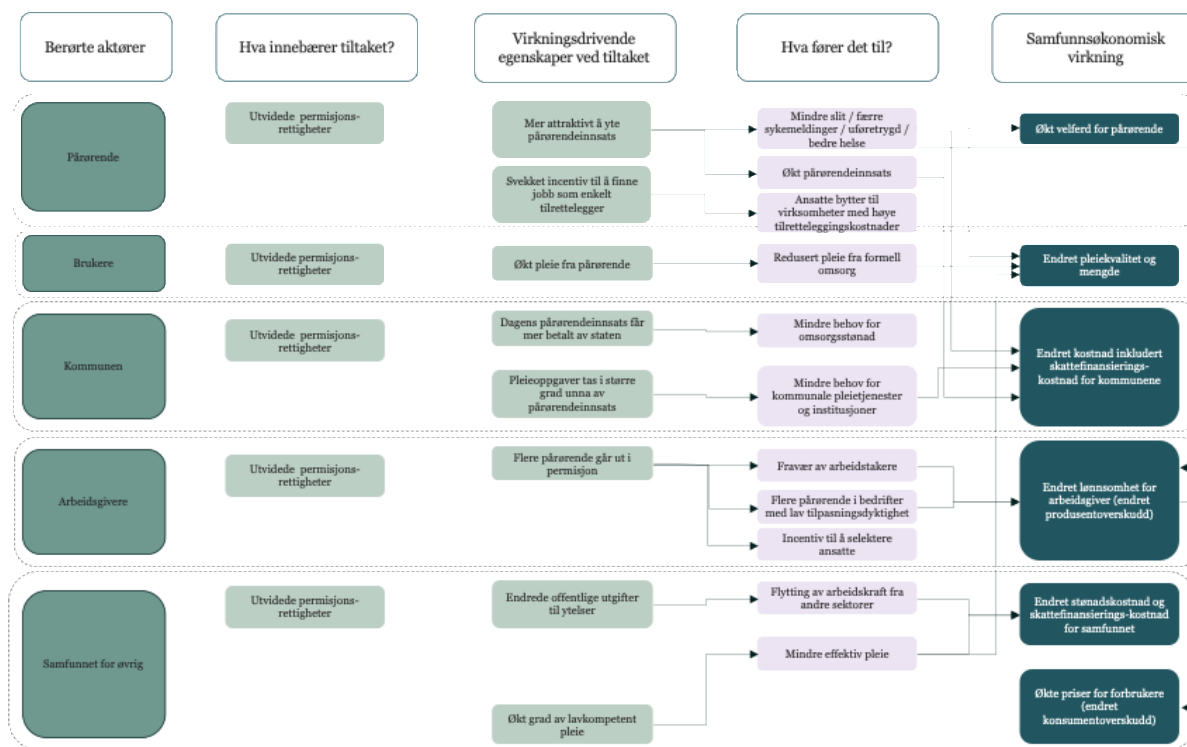 Berørte aktører
Hva innebærer tiltaket?
Virkningsdrivende
egenskaper ved tiltaket
Hva fører det til?
Samfunnsøkonomisk
virkning
Pårørende
Utvidede permisjons-
rettigheter
Mer attraktivt å yte
pårørendeinnsats
Svekket incentiv til å finne
jobb som enkelt
tilrettelegger
Mindre slit / færre
sykemeldinger / uføretrygd /
bedre helse
Økt pårørendeinnsats
Ansatte bytter til
virksomheter med høye
tilretteleggingskostnader
Økt velferd for pårørende
Brukere
Utvidede permisjons-
rettigheter
Økt pleie fra pårørende
Redusert pleie fra formell
omsorg
Endret pleiekvalitet og
mengde
Kommunen
Utvidede permisjons-
rettigheter
Dagens pårørendeinnsats får
mer betalt av staten
Pleieoppgaver tas i større
grad unna av
pårørendeinnsats
Mindre behov for
omsorgsstønad
Mindre behov for
kommunale pleietjenester
og institusjoner
Endret kostnad inkludert
skattefinansierings-
kostnad for kommunene
Arbeidsgivere
Utvidede permisjons-
rettigheter
Flere pårørende går ut i
permisjon
Fravær av arbeidstakere
Flere pårørende i bedrifter
med lav tilpasningsdyktighet
Incentiv til å selektere
ansatte
Endret lønnsomhet for
arbeidsgiver (endret
produsentoverskudd)
Samfunnet for øvrig
Utvidede permisjons-
rettigheter
Endrede offentlige utgifter
til ytelser
Økt grad av lavkompetent
pleie
Flytting av arbeidskraft fra
andre sektorer
Mindre effektiv pleie
Endret stønadskostnad og
skattefinansierings-kostnad
for samfunnet
Økte priser for forbrukere
(endret
konsumentoverskudd)